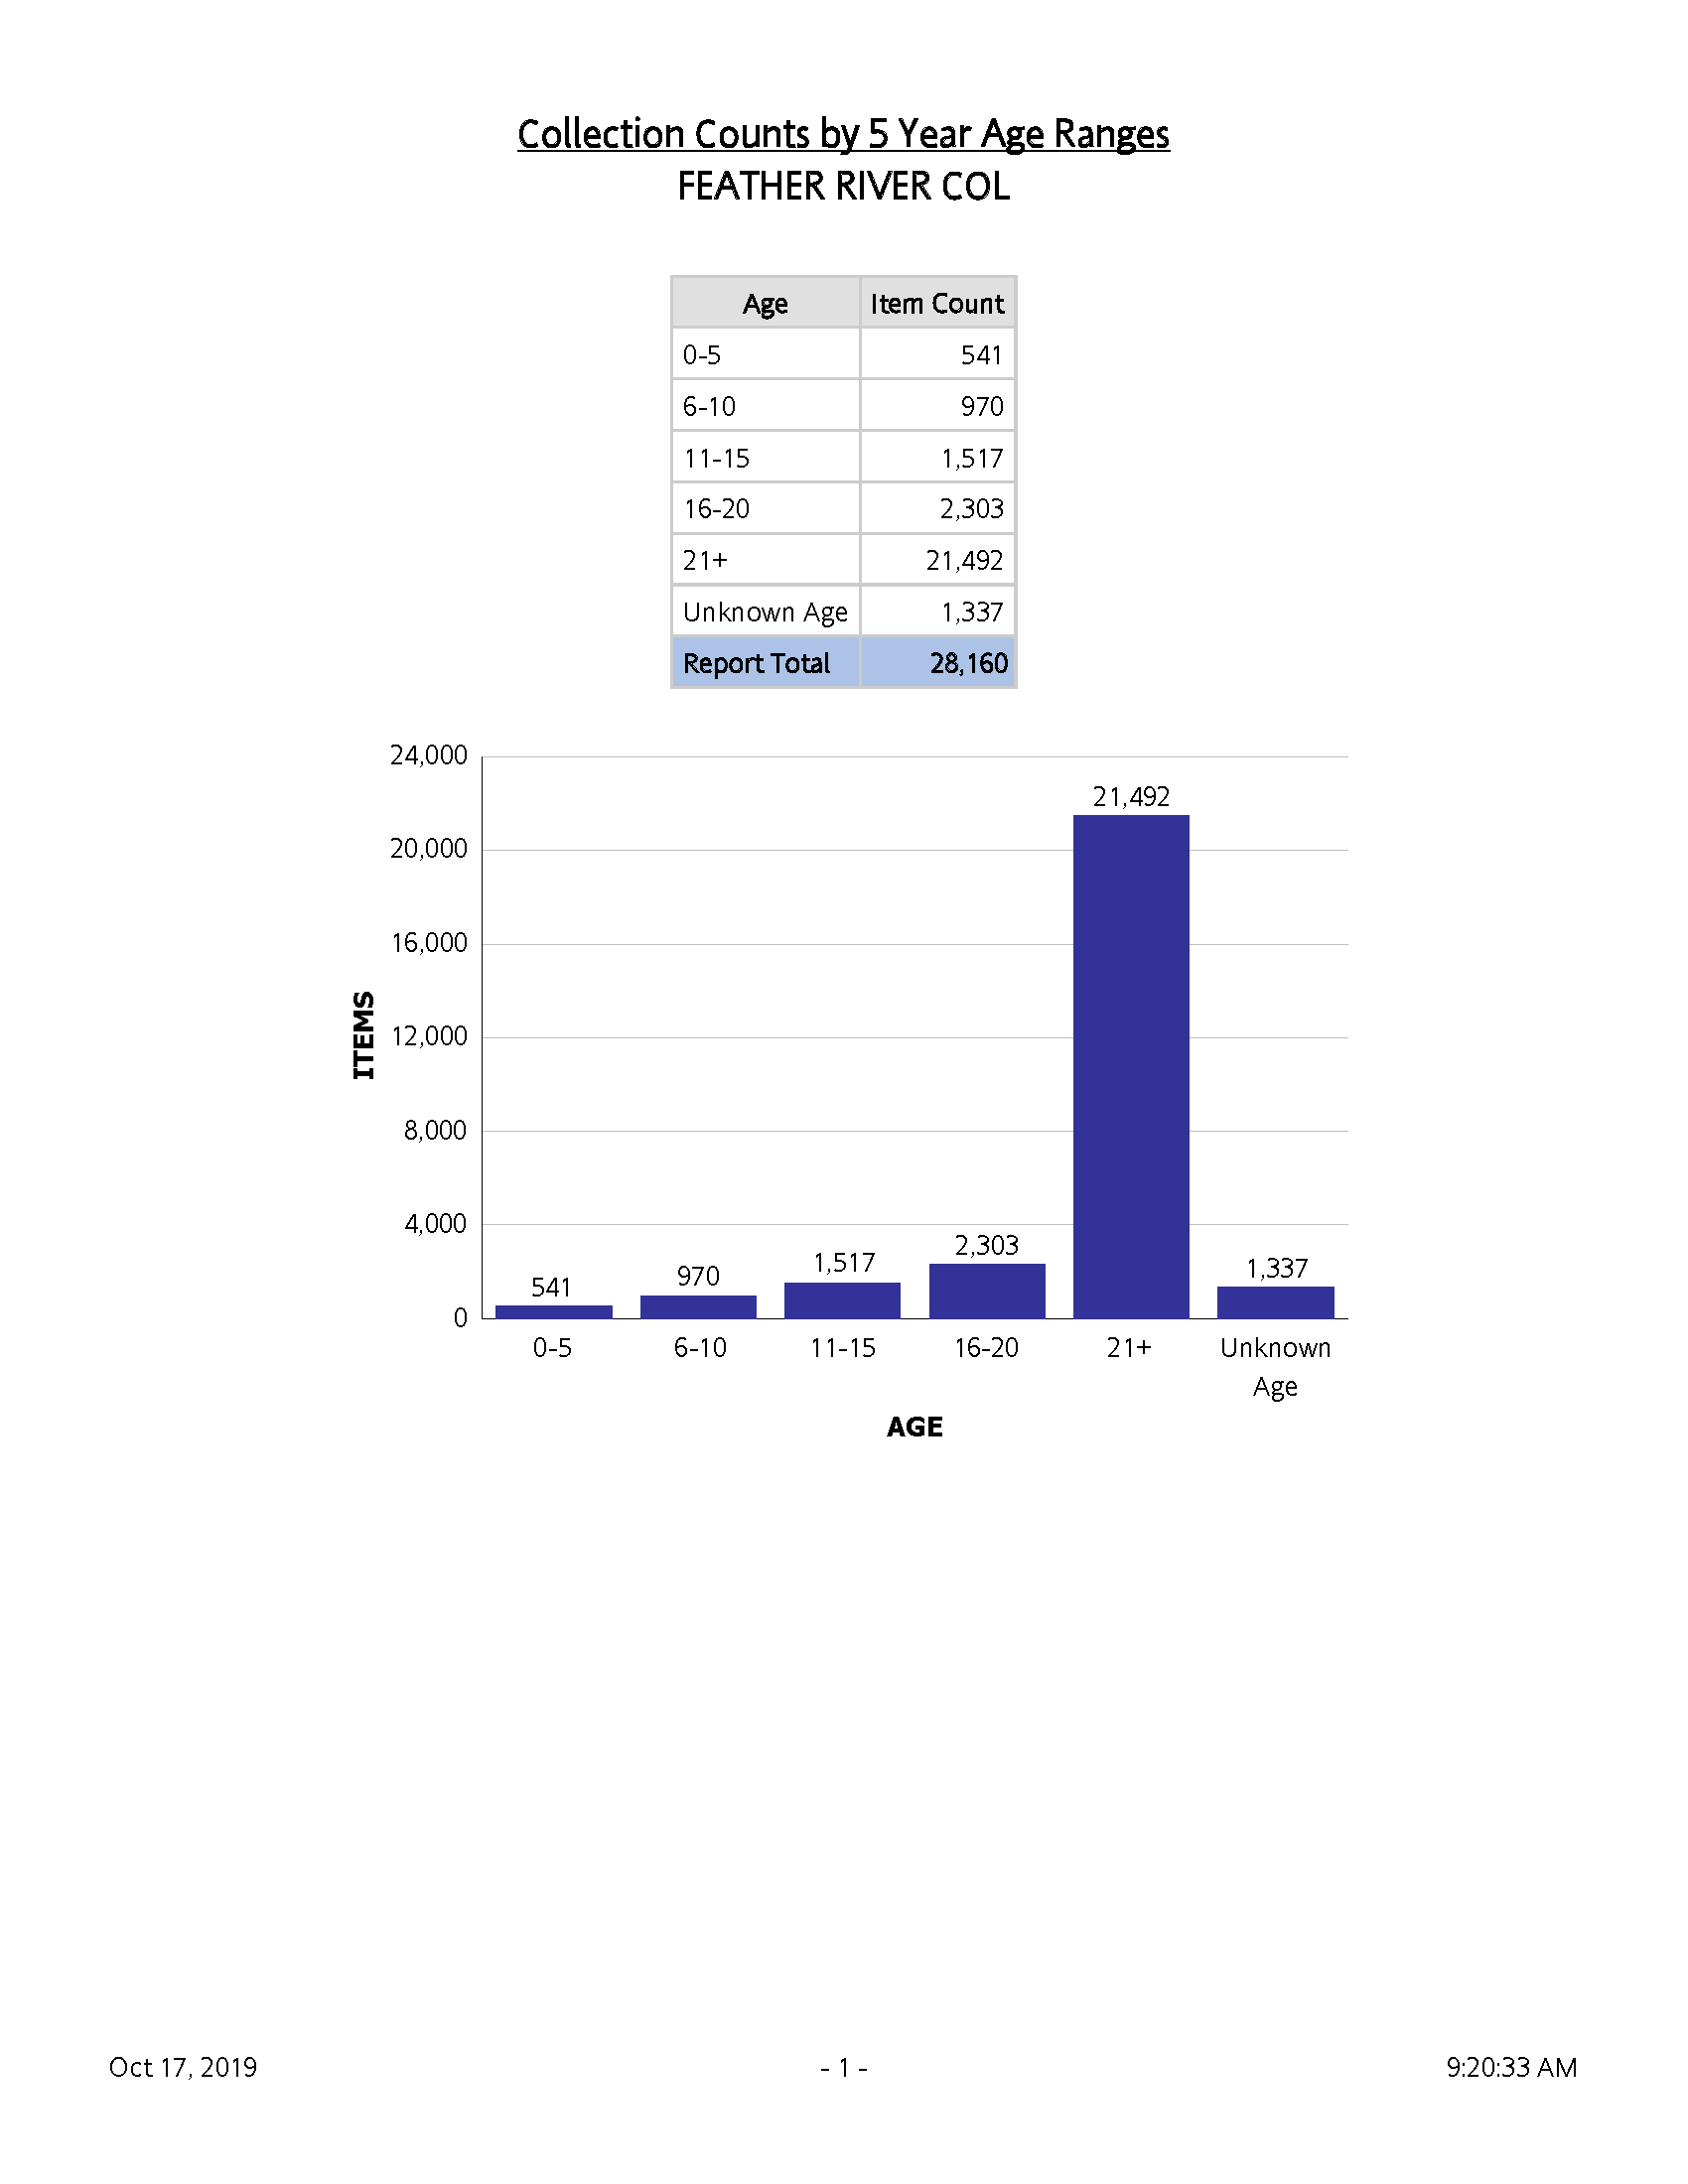 Collection Counts by 5 Year Age Ranges
FEATHER RIVER COL
Age Item Count
0-5 541
6-10 970
11-15 1,517
16-20 2,303
21+ 21,492
Unknown Age 1,337
Report Total 28,160
24,000
21,492
20,000
16,000
12,000
ITEMS
8,000
4,000
541 970 1,517 2,303 1,337
0
0-5 6-10 11-15 16-20 21+ Unknown
Age
AGE
Oct 17, 2019 - 1 - 9:20:33 AM